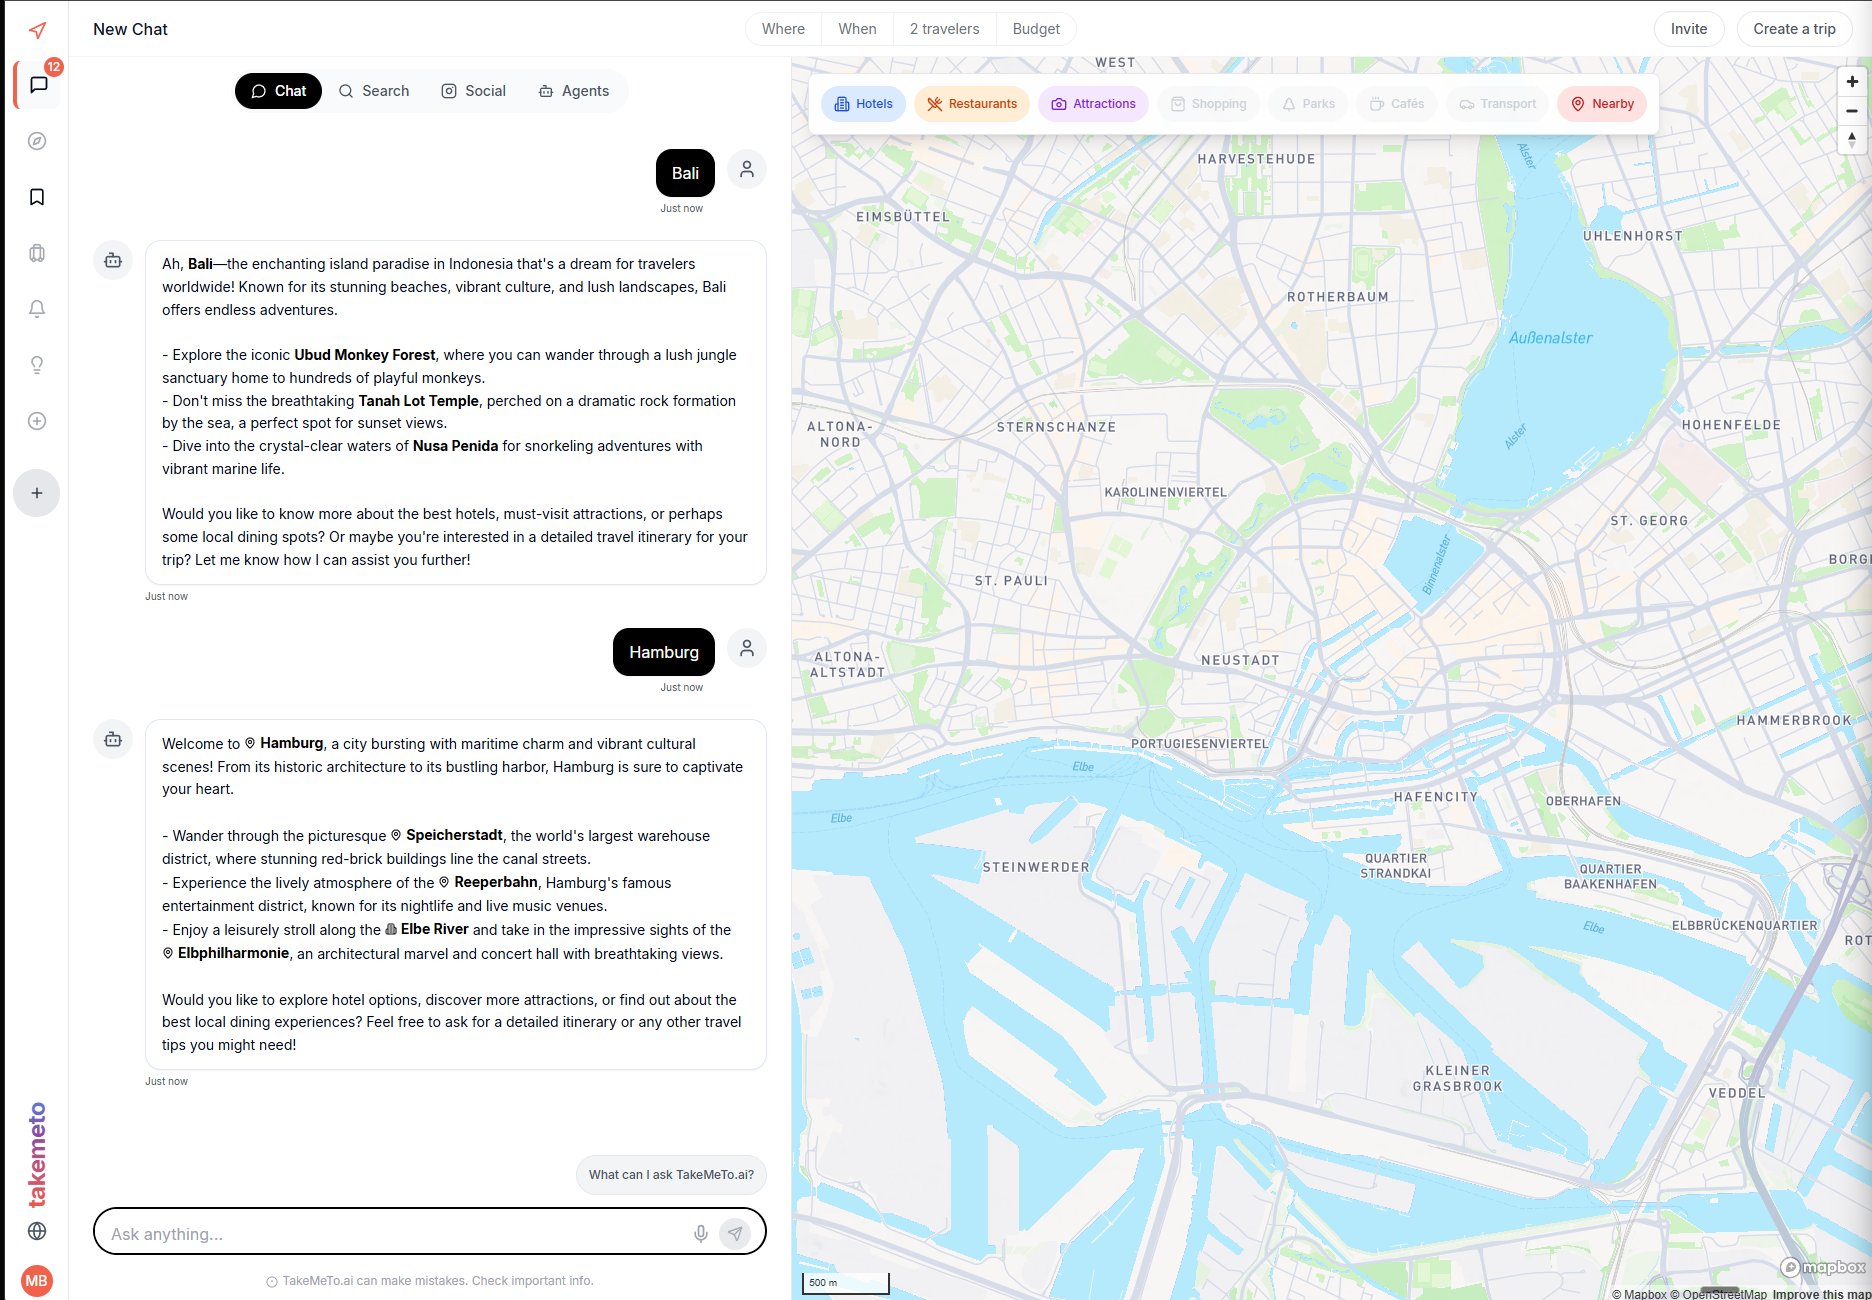 New Chat
Where
When
2 travelers
Budget
Invite
Create a trip
12
Chat
Search
Social
Agents
Bali
Just now
Ah, Bali—the enchanting island paradise in Indonesia that's a dream for travelers
worldwide! Known for its stunning beaches, vibrant culture, and lush landscapes, Bali
offers endless adventures.
- Explore the iconic Ubud Monkey Forest, where you can wander through a lush jungle
sanctuary home to hundreds of playful monkeys.
- Don't miss the breathtaking Tanah Lot Temple, perched on a dramatic rock formation
by the sea, a perfect spot for sunset views.
- Dive into the crystal-clear waters of Nusa Penida for snorkeling adventures with
vibrant marine life.
Would you like to know more about the best hotels, must-visit attractions, or perhaps
some local dining spots? Or maybe you're interested in a detailed travel itinerary for your
trip? Let me know how I can assist you further!
Just now
Hamburg
Just now
Welcome to Hamburg, a city bursting with maritime charm and vibrant cultural
scenes! From its historic architecture to its bustling harbor, Hamburg is sure to captivate
your heart.
- Wander through the picturesque Speicherstadt, the world's largest warehouse
district, where stunning red-brick buildings line the canal streets.
- Experience the lively atmosphere of the Reeperbahn, Hamburg's famous
entertainment district, known for its nightlife and live music venues.
- Enjoy a leisurely stroll along the Elbe River and take in the impressive sights of the
Elbphilharmonie, an architectural marvel and concert hall with breathtaking views.
Would you like to explore hotel options, discover more attractions, or find out about the
best local dining experiences? Feel free to ask for a detailed itinerary or any other travel
tips you might need!
Just now
What can I ask TakeMeTo.ai?
Ask anything...
TakeMeTo.ai can make mistakes. Check important info.
takemeto
MB
Hotels
Restaurants
Attractions
Shopping
Parks
Cafés
Transport
Nearby
WEST
HARVESTEHUDE
Alster
EIMSBÜTTEL
UHLENHORST
ROTHERBAUM
Außenalster
ALTONA-
NORD
STERNSCHANZE
Alster
HOHENFELDE
KAROLINENVIERTEL
ST. GEORG
Binnenalster
BORG
ST. PAULI
ALTONA-
ALTSTADT
NEUSTADT
HAMMERBROOK
PORTUGIESENVIERTEL
Elbe
HAFENCITY
OBERHAFEN
Elbe
STEINWERDER
QUARTIER
STRANDKAI
QUARTIER
BAAKENHAFEN
Elbe
ELBBRÜCKENQUARTIER
ROT
KLEINER
GRASBROOK
VEDDEL
500 m
mapbox
© Mapbox © OpenStreetMap Improve this map